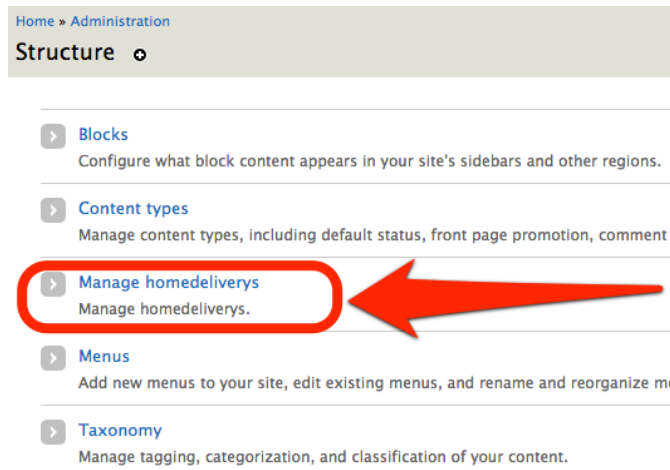 Home » Administration
Structure
Blocks
Configure what block content appears in your site's sidebars and other regions.
Content types
Manage content types, including default status, front page promotion, comment
Manage homedeliverys
Manage homedeliverys.
Menus
Add new menus to your site, edit existing menus, and rename and reorganize
Taxonomy
Manage tagging, categorization, and classification of your content.